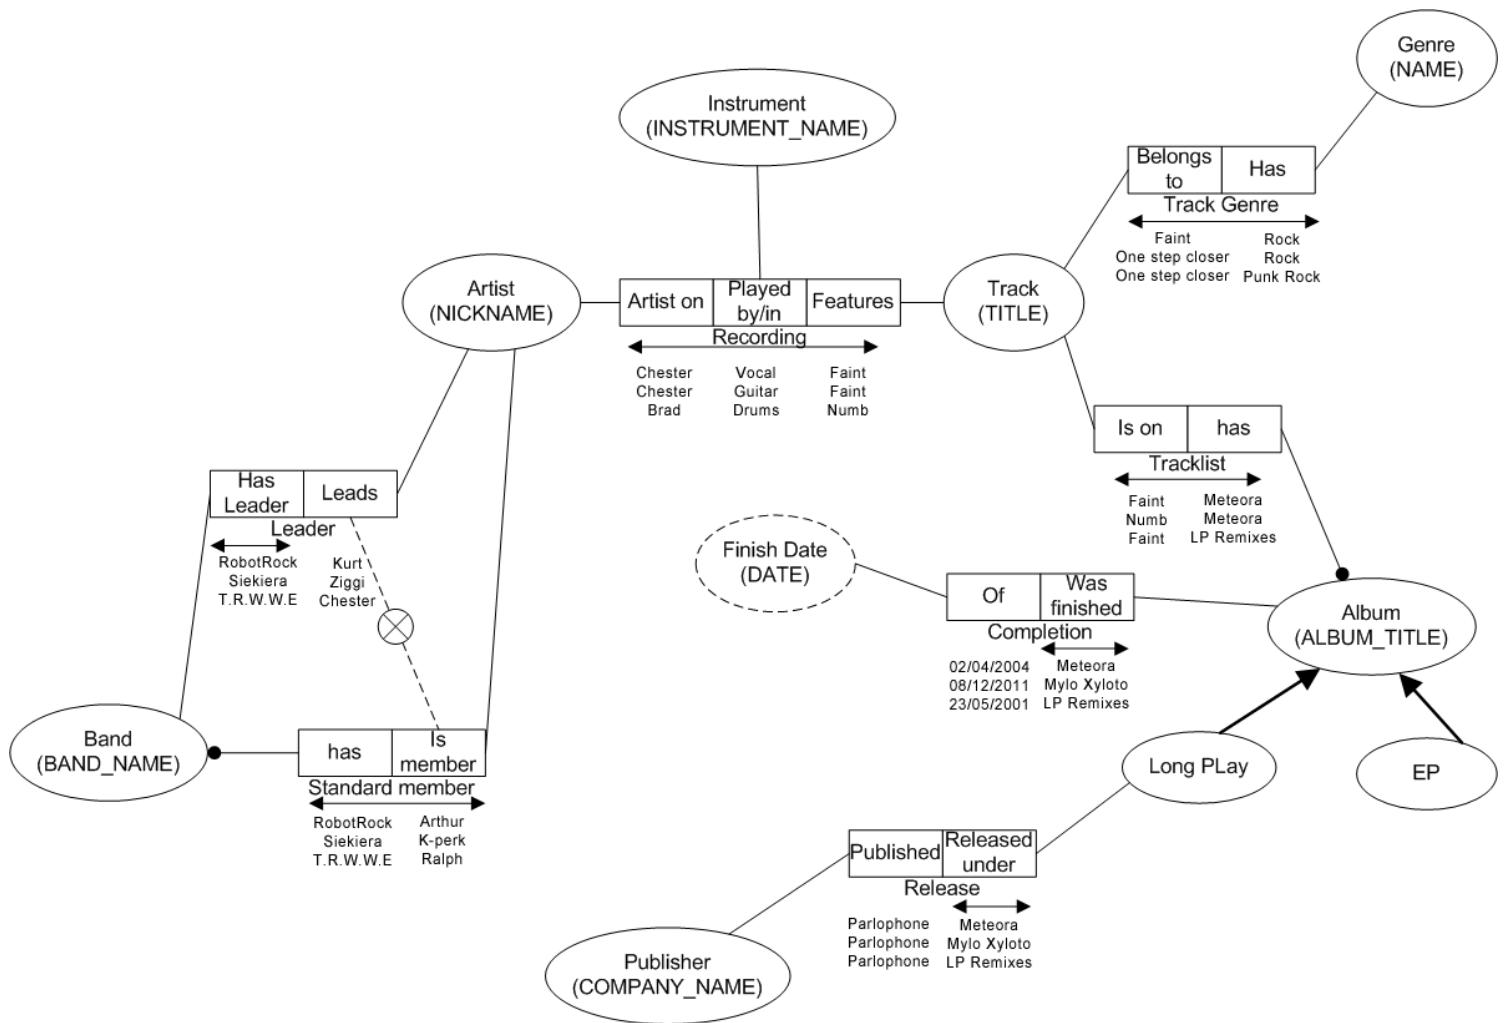 Genre
(NAME)
Instrument
(INSTRUMENT_NAME)
Belongs
to
Has
Track Genre
Faint Rock
One step closer Rock
One step closer Punk Rock
Artist
(NICKNAME)
Artist on
Played
by/in
Features
Recording
Chester Vocal Faint
Chester Guitar Faint
Brad Drums Numb
Track
(TITLE)
Is on
has
Tracklist
Faint Meteora
Numb Meteora
Faint LP Remixes
Has
Leader
Leads
Leader
RobotRock Kurt
Siekiera Ziggi
T.R.W.W.E Chester
Finish Date
(DATE)
Of
Was
finished
Completion
02/04/2004 Meteora
08/12/2011 Mylo Xyloto
23/05/2001 LP Remixes
Album
(ALBUM_TITLE)
Band
(BAND_NAME)
has
Is
member
Standard member
RobotRock Arthur
Siekiera K-perk
T.R.W.W.E Ralph
Long PLay
EP
Published
Released
under
Release
Parlophone Meteora
Parlophone Mylo Xyloto
Parlophone LP Remixes
Publisher
(COMPANY_NAME)